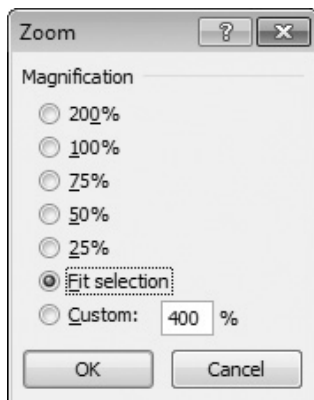 Zoom
Magnification
200%
100%
75%
50%
25%
Fit selection
Custom: 400 %
OK Cancel